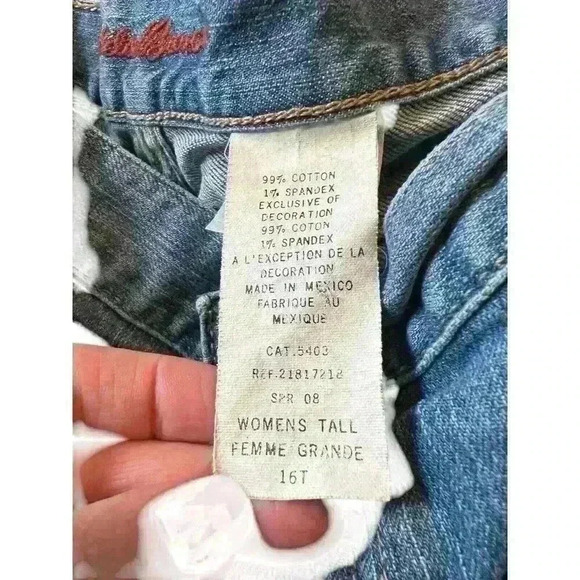 99% COTTON
1% SPANDEX
EXCLUSIVE OF
DECORATION
99% COTON
1% SPANDEX
A L'EXCEPTION DE LA
DECORATION
MADE IN MEXICO
FABRIQUE AU
MEXIQUE
CAT.5403
REF.21817218
SPR 08
WOMENS TALL
FEMME GRANDE
16T